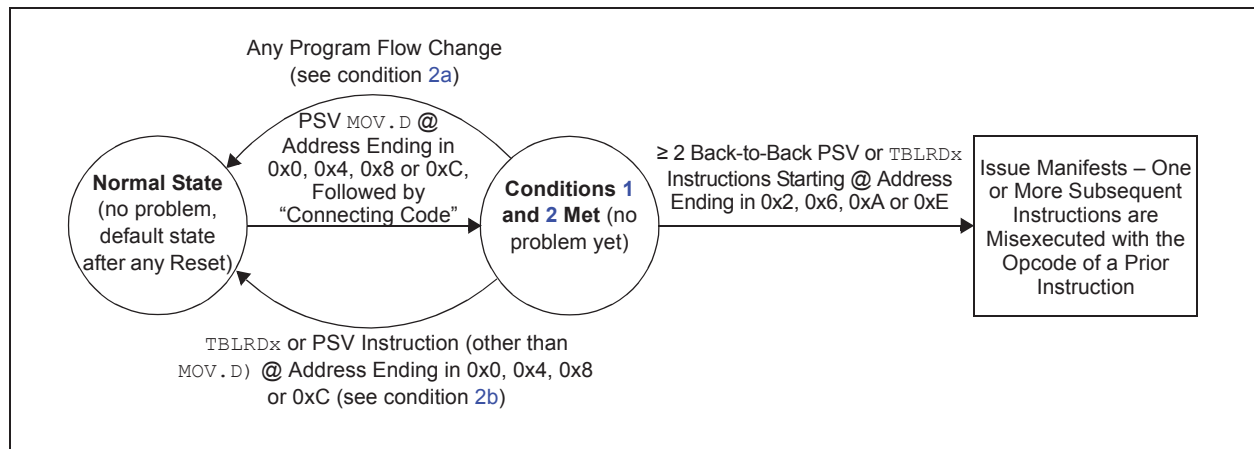 Any Program Flow Change
(see condition 2a)
PSV MOV.D @
Address Ending in
0x0, 0x4, 0x8 or 0xC,
Followed by
“Connecting Code”
Normal State
(no problem,
default state
after any Reset)
Conditions 1
and 2 Met (no
problem yet)
≥ 2 Back-to-Back PSV or TBLRDx
Instructions Starting @ Address
Ending in 0x2, 0x6, 0xA or 0xE
Issue Manifests – One
or More Subsequent
Instructions are
Misexecuted with the
Opcode of a Prior
Instruction
TBLRDx or PSV Instruction (other than
MOV.D) @ Address Ending in 0x0, 0x4, 0x8
or 0xC (see condition 2b)